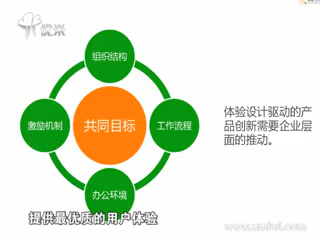 优米
组织结构
激励机制
共同目标
工作流程
办公环境
体验设计驱动的产
品创新需要企业层
面的推动。
提供最优质的用户体验
www.umiwi.com